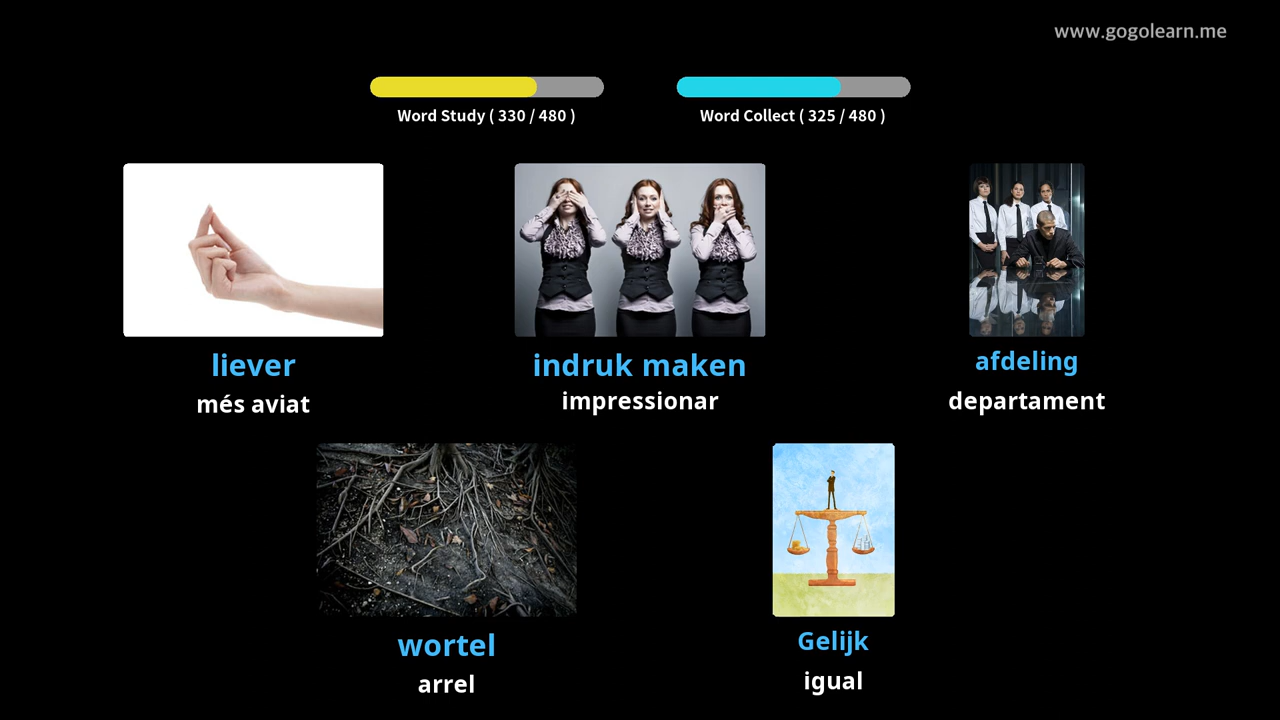 www.gogolearn.me
Word Study ( 330 / 480 )
Word Collect ( 325 / 480 )
liever
més aviat
indruk maken
impressionar
afdeling
departament
wortel
arrel
Gelijk
igual